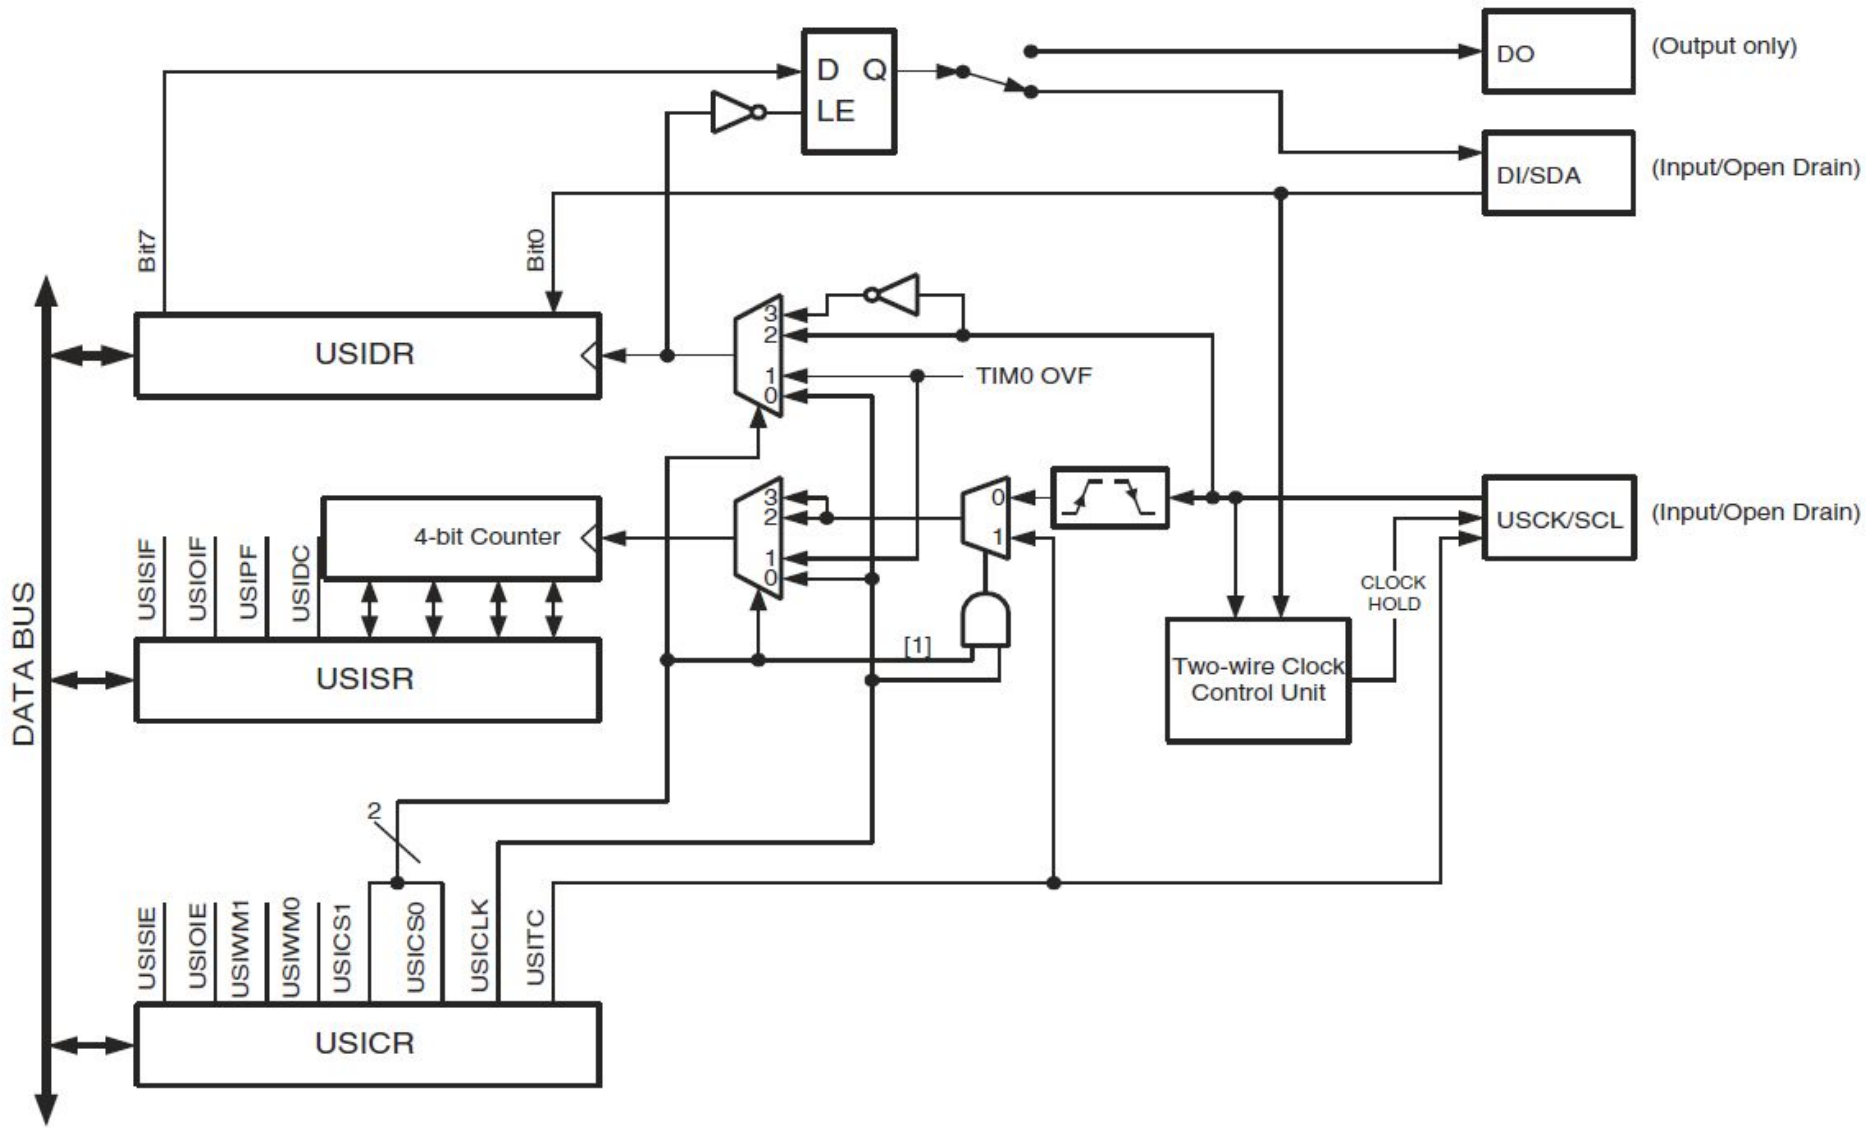 DO
(Output only)
D Q
LE
DI/SDA
(Input/Open Drain)
Bit7
Bit0
3
2
1
0
TIM0 OVF
USIDR
3
2
1
0
0
1
USCK/SCL
(Input/Open Drain)
4-bit Counter
USISIF
USIOIF
USIPF
USIDC
CLOCK
HOLD
[1]
Two-wire Clock
Control Unit
USISR
DATA BUS
2
USISIE
USIOIE
USIWM1
USIWM0
USICS1
USICS0
USICLK
USITC
USICR